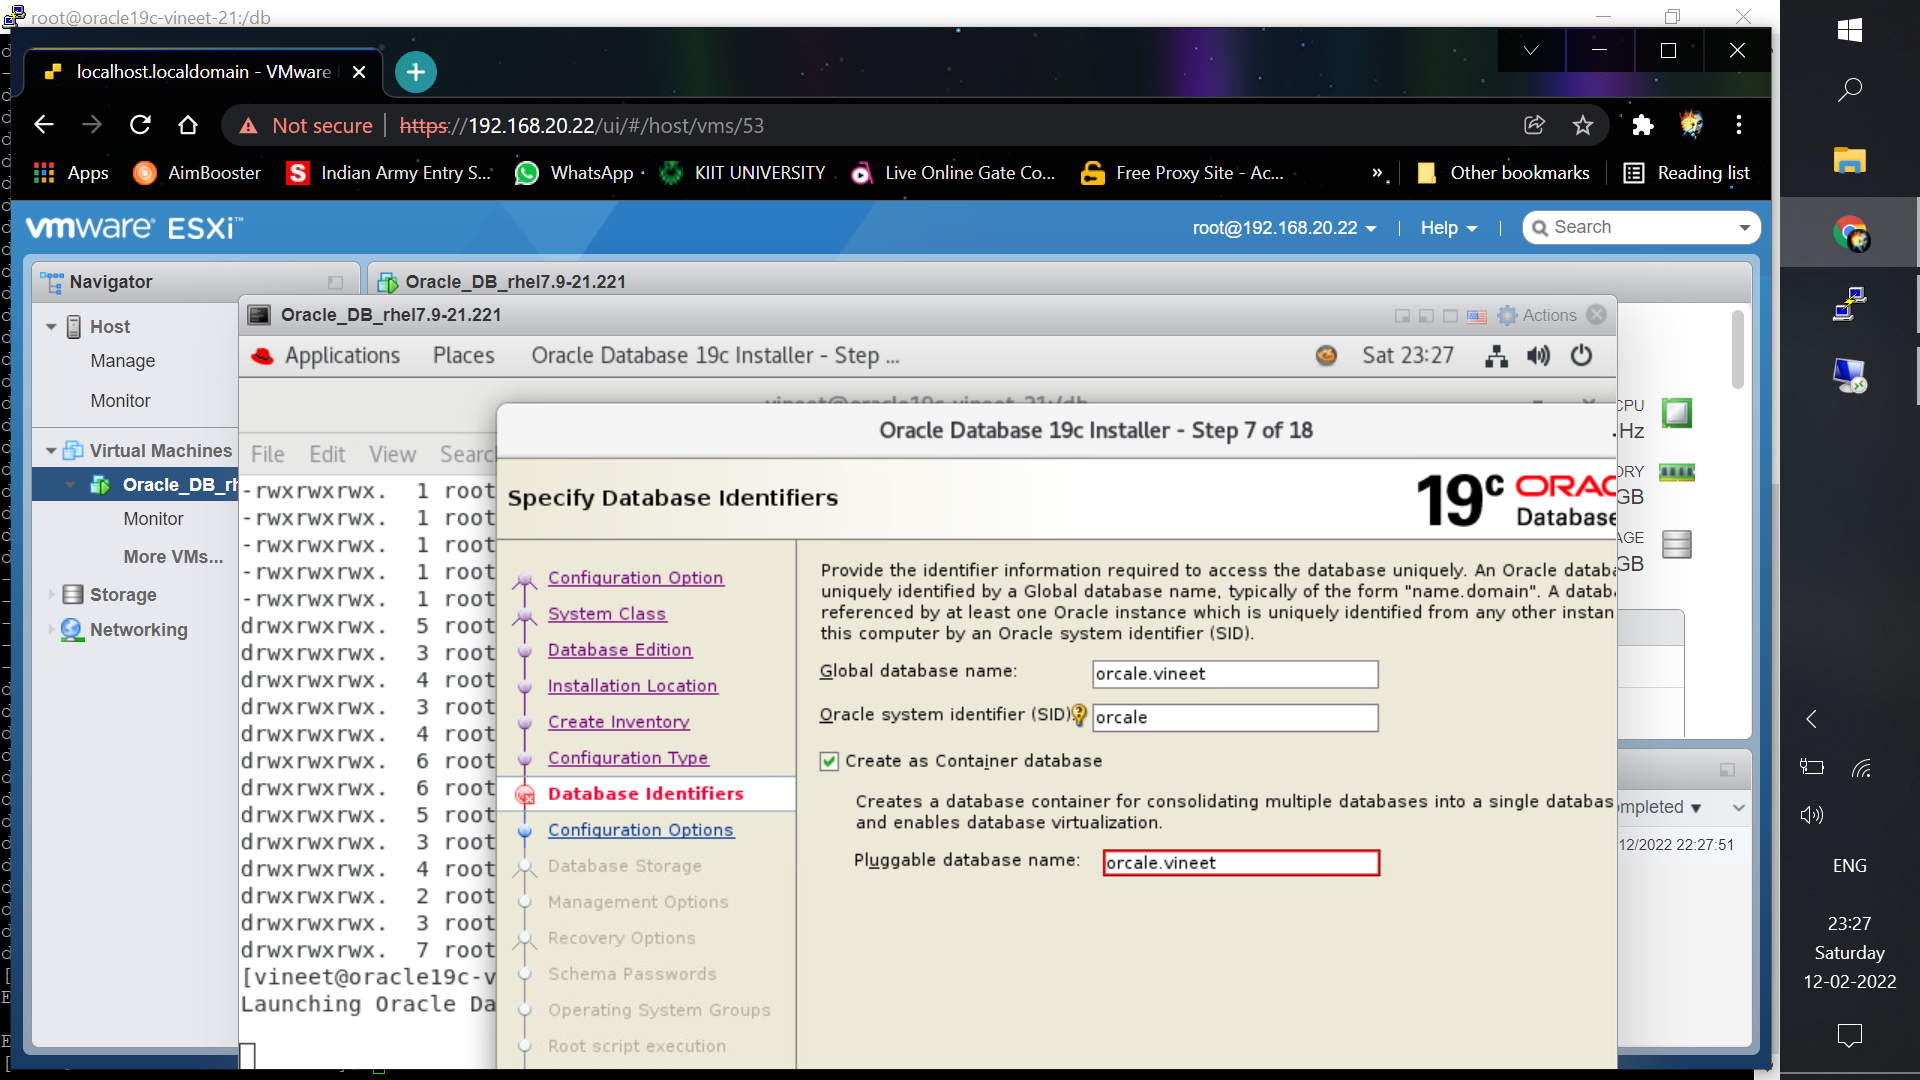 root@oracle19c-vineet-21:/db
localhost.localdomain - VMware
Not secure https://192.168.20.22/ui/#/host/vms/53
Apps AimBooster Indian Army Entry S... WhatsApp KIIT UNIVERSITY Live Online Gate Co... Free Proxy Site - Ac... » Other bookmarks Reading list
vmware ESXi™
root@192.168.20.22 | Help | Search
Navigator
Oracle_DB_rhel7.9-21.221
Host
Manage
Monitor
Virtual Machines
Oracle_DB_rh
Monitor
More VMs...
Storage
Networking
Oracle_DB_rhel7.9-21.221
Actions
Applications Places Oracle Database 19c Installer - Step ... Sat 23:27
vineet@oracle19c-vineet-21:/db
File Edit View Searc
-rwxrwxrwx. 1 root
-rwxrwxrwx. 1 root
-rwxrwxrwx. 1 root
-rwxrwxrwx. 1 root
-rwxrwxrwx. 1 root
drwxrwxrwx. 5 root
drwxrwxrwx. 3 root
drwxrwxrwx. 4 root
drwxrwxrwx. 3 root
drwxrwxrwx. 4 root
drwxrwxrwx. 6 root
drwxrwxrwx. 6 root
drwxrwxrwx. 5 root
drwxrwxrwx. 3 root
drwxrwxrwx. 4 root
drwxrwxrwx. 2 root
drwxrwxrwx. 3 root
drwxrwxrwx. 7 root
[vineet@oracle19c-v
Launching Oracle Da
Oracle Database 19c Installer - Step 7 of 18
Specify Database Identifiers
19c ORAC
Database
Configuration Option
System Class
Database Edition
Installation Location
Create Inventory
Configuration Type
Database Identifiers
Configuration Options
Database Storage
Management Options
Recovery Options
Schema Passwords
Operating System Groups
Root script execution
Provide the identifier information required to access the database uniquely. An Oracle databa
uniquely identified by a Global database name, typically of the form "name.domain". A datab
referenced by at least one Oracle instance which is uniquely identified from any other instan
this computer by an Oracle system identifier (SID).
Global database name: orcale.vineet
Oracle system identifier (SID): orcale
Create as Container database
Creates a database container for consolidating multiple databases into a single databas
and enables database virtualization.
Pluggable database name: orcale.vineet
CPU
Hz
ORY
GB
AGE
GB
mpleted
12/2022 22:27:51
ENG
23:27
Saturday
12-02-2022